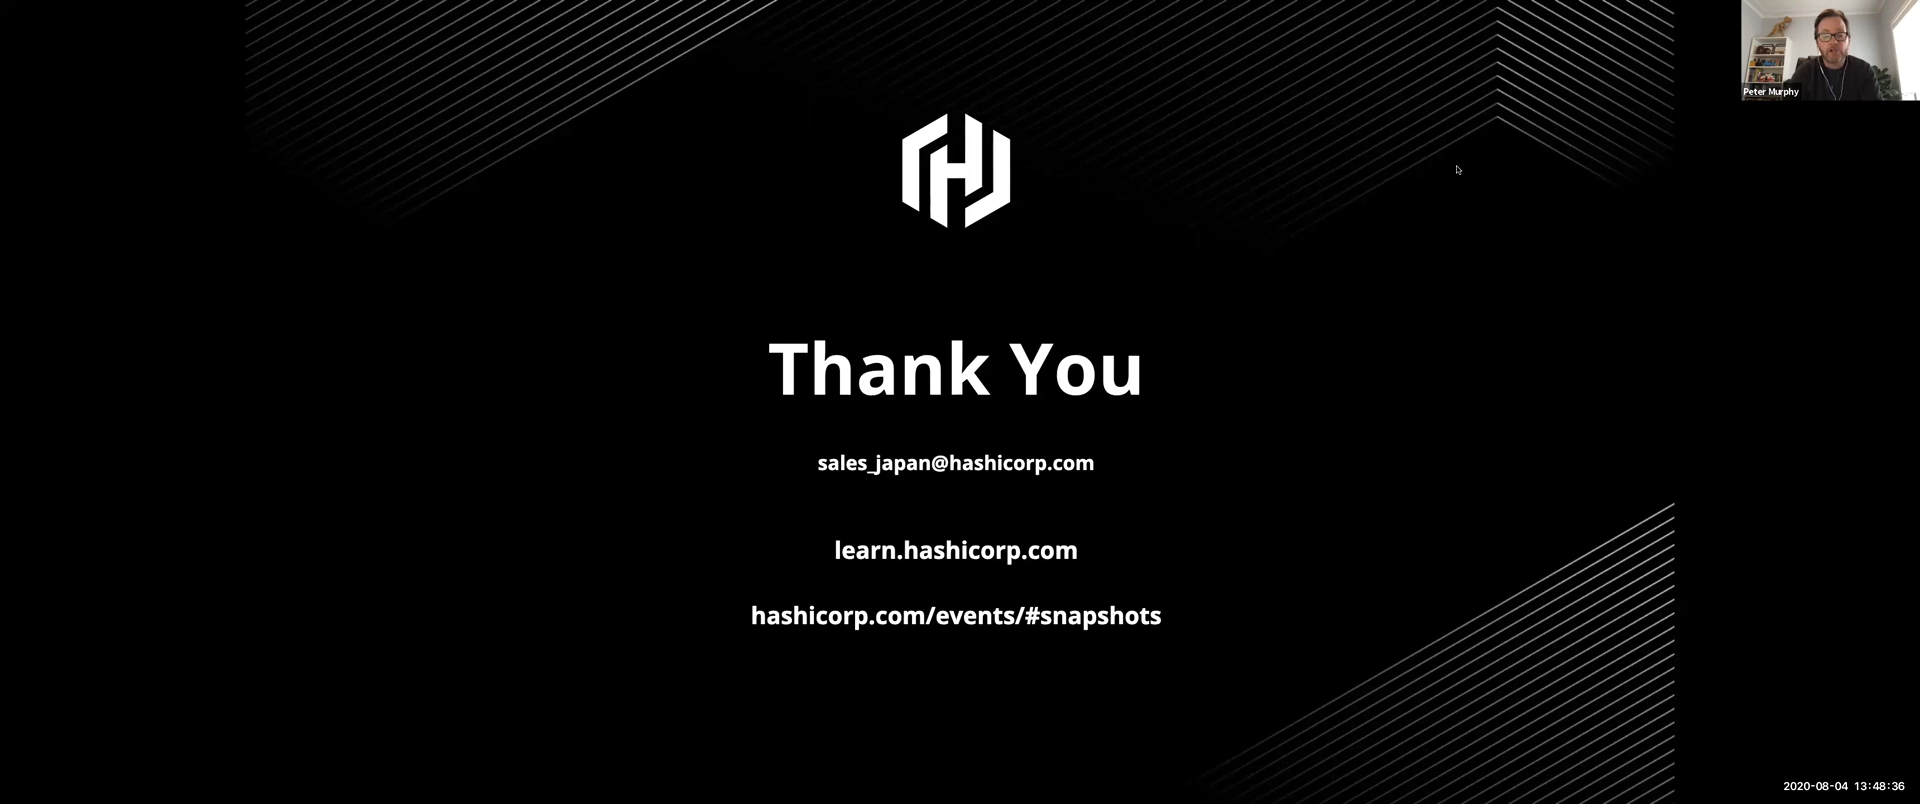 Peter Murphy
Thank You
sales_japan@hashicorp.com
learn.hashicorp.com
hashicorp.com/events/#snapshots
2020-08-04 13:48:36